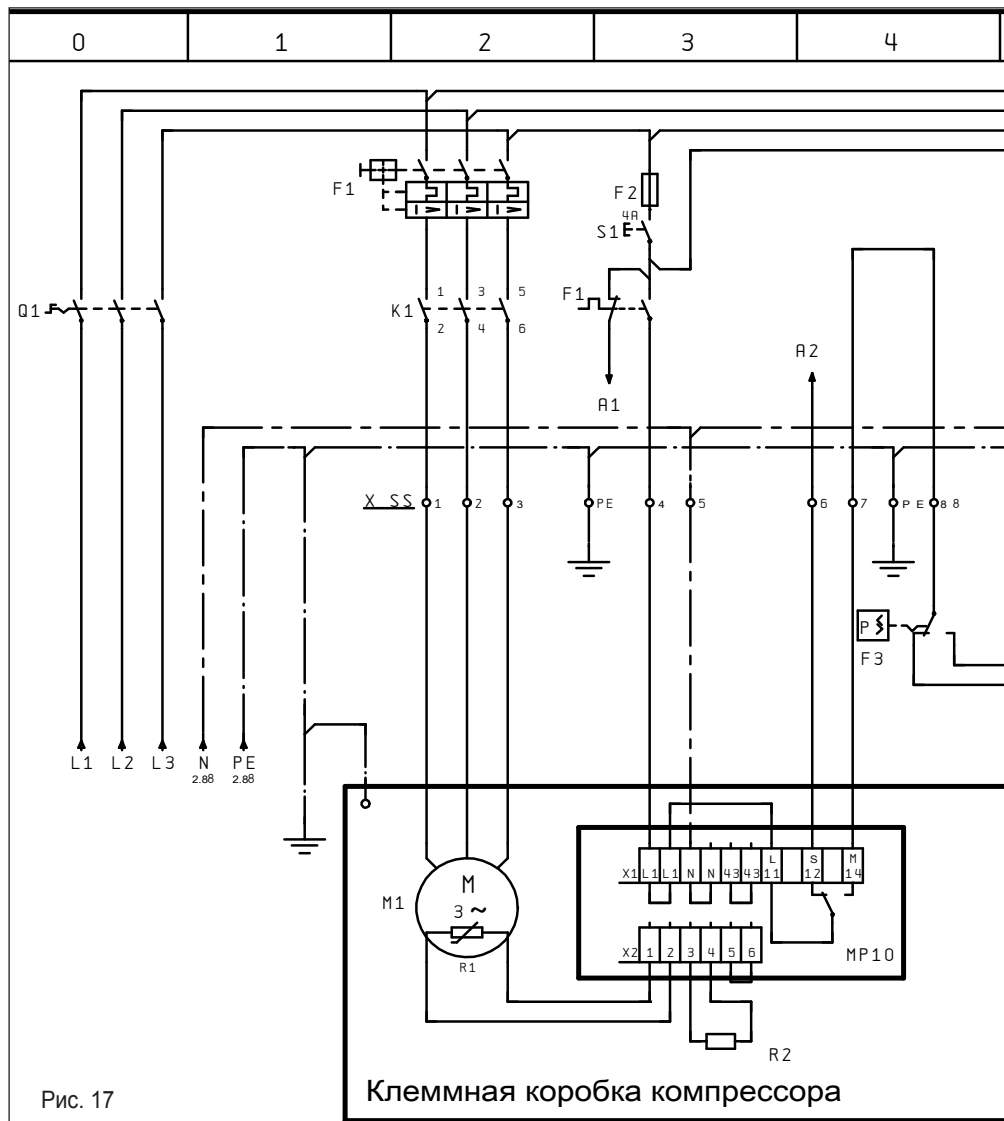 0 1 2 3 4
F1
F2
4A
S1
Q1
K1
1 3 5
2 4 6
F1
A2
A1
X SS 1 2 3 PE 4 5 6 7 PE 8 8
P
F3
L1 L2 L3 N PE
2.88 2.88
L S M
X1 L1 L1 N N 43 43 11 12 14
M
3 ~
M1
R1
X2 1 2 3 4 5 6
MP10
R2
Клеммная коробка компрессора
Рис. 17